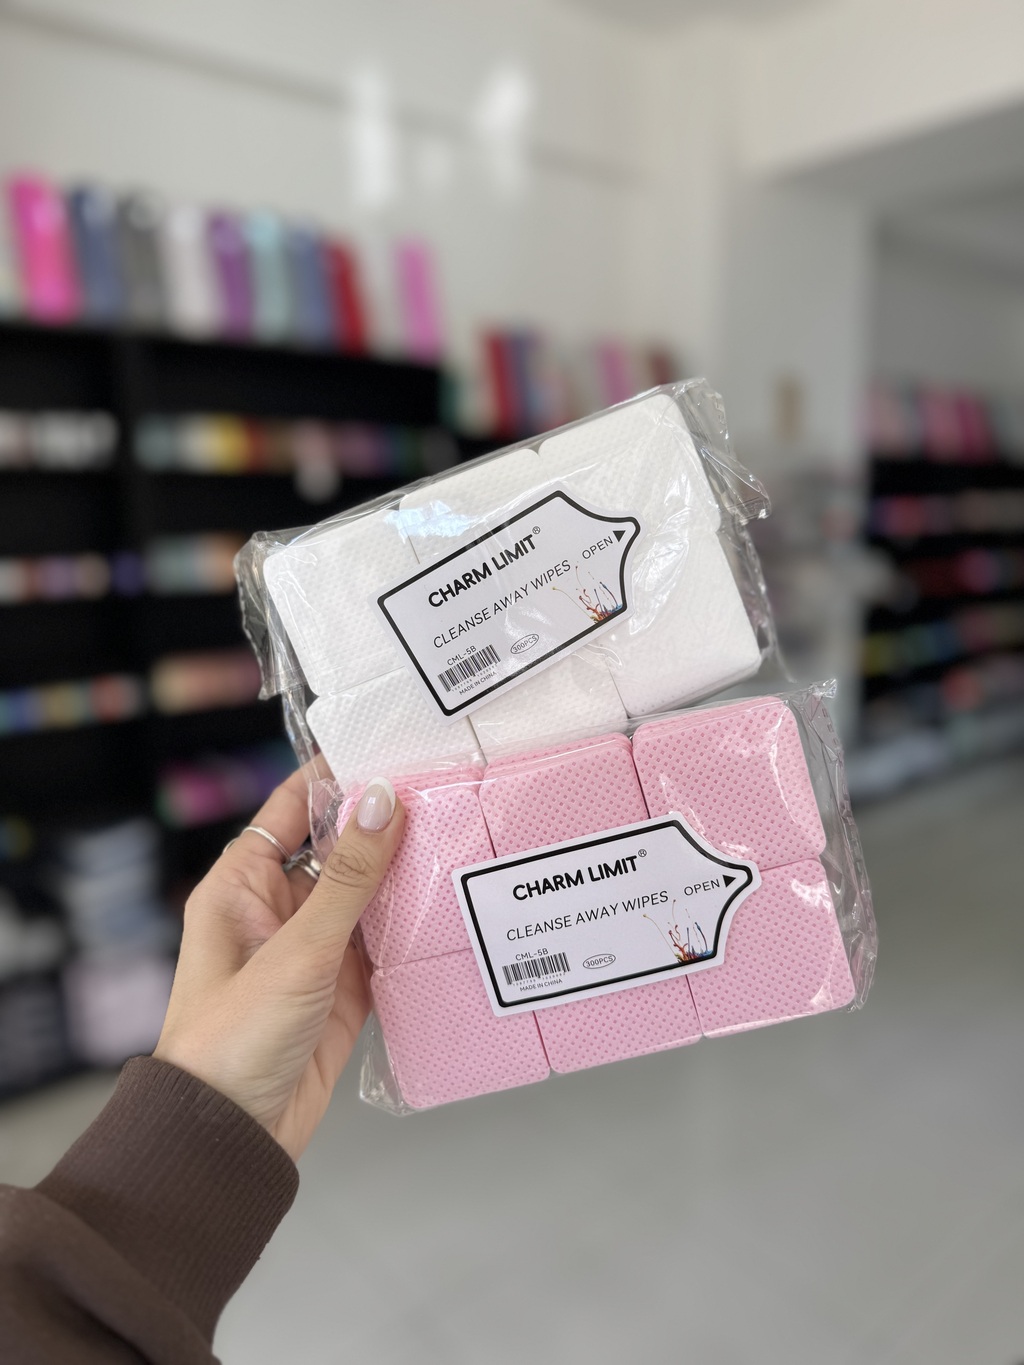 CHARM LIMIT®
CLEANSE AWAY WIPES
OPEN
CML-5B
300PCS
MADE IN CHINA
CHARM LIMIT®
CLEANSE AWAY WIPES
OPEN
CML-5B
300PCS
MADE IN CHINA